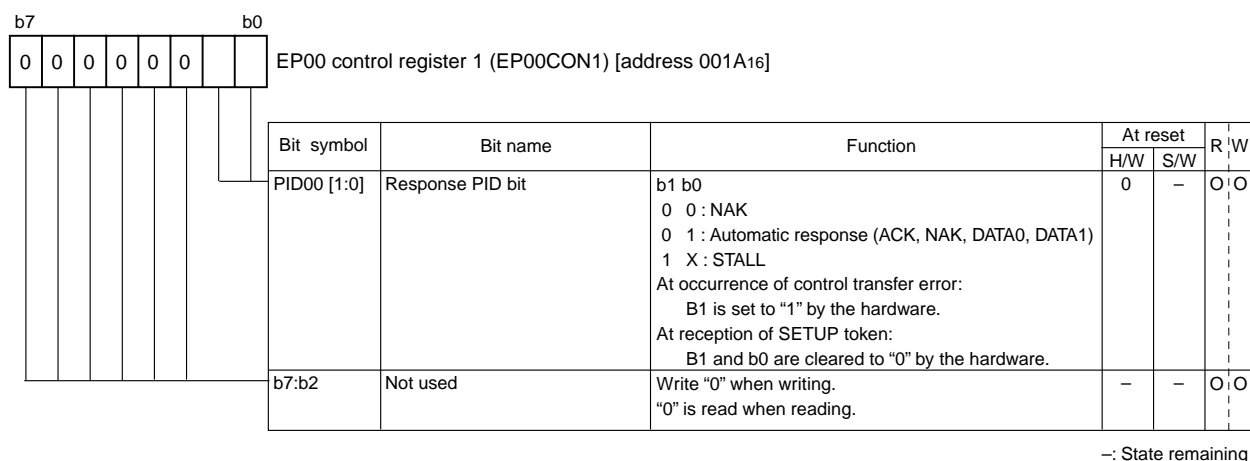 b7 b0
0 0 0 0 0 0 EP00 control register 1 (EP00CON1) [address 001A16]
Bit symbol Bit name Function At reset R W
H/W S/W
PID00 [1:0] Response PID bit b1 b0 0 – O O
0 0 : NAK
0 1 : Automatic response (ACK, NAK, DATA0, DATA1)
1 X : STALL
At occurrence of control transfer error:
B1 is set to “1” by the hardware.
At reception of SETUP token:
B1 and b0 are cleared to “0” by the hardware.
b7:b2 Not used Write “0” when writing. – – O O
“0” is read when reading.
–: State remaining